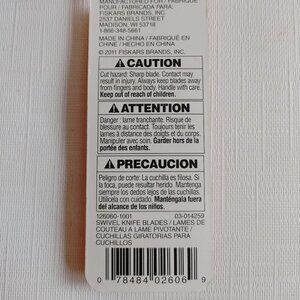 MANUFACTURED FOR / FABRIQUÉ
POUR / FABRICADA PARA:
FISKARS BRANDS, INC.
2537 DANIELS STREET
MADISON, WI 53718
1-866-348-5661
MADE IN CHINA / FABRIQUÉ EN
CHINE / HECHO EN CHINA
© 2011 FISKARS BRANDS, INC.
CAUTION
Cut hazard. Sharp blade. Contact may
result in injury. Always keep blades away
from fingers and body. Handle with care.
Keep out of reach of children.
ATTENTION
Danger : lame tranchante. Risque de
blessure au contact. Toujours tenir les
lames à distance des doigts et du corps.
Manipuler avec soin. Garder hors de la
portée des enfants.
PRECAUCION
Peligro de corte: La cuchilla es filosa. Si
la toca, puede resultar herido. Mantenga
siempre los dedos lejos de las cuchillas.
Utilícela con cuidado. Manténgala fuera
del alcance de los niños.
126060-1001 03-014259
SWIVEL KNIFE BLADES / LAMES DE
COUTEAU À LAME PIVOTANTE /
CUCHILLAS GIRATORIAS PARA
CUCHILLOS
0 78484 02606 9